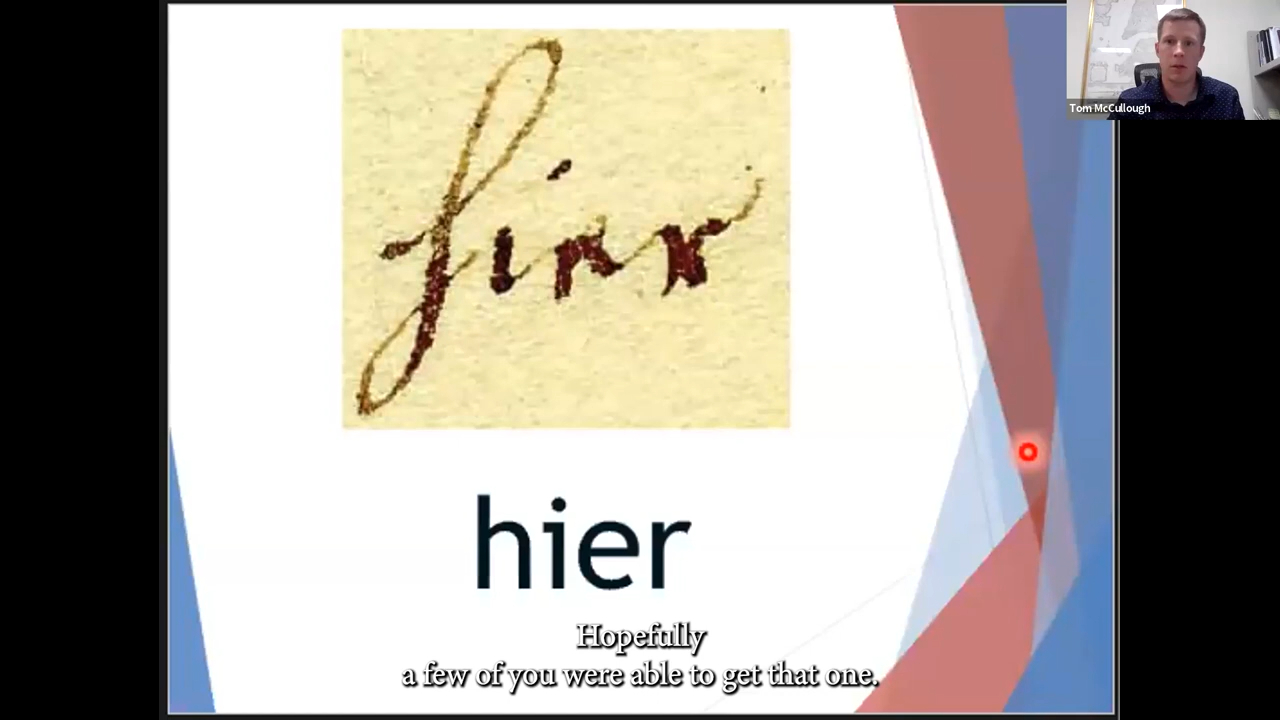 Tom McCullough
hier
hier
Hopefully
a few of you were able to get that one.